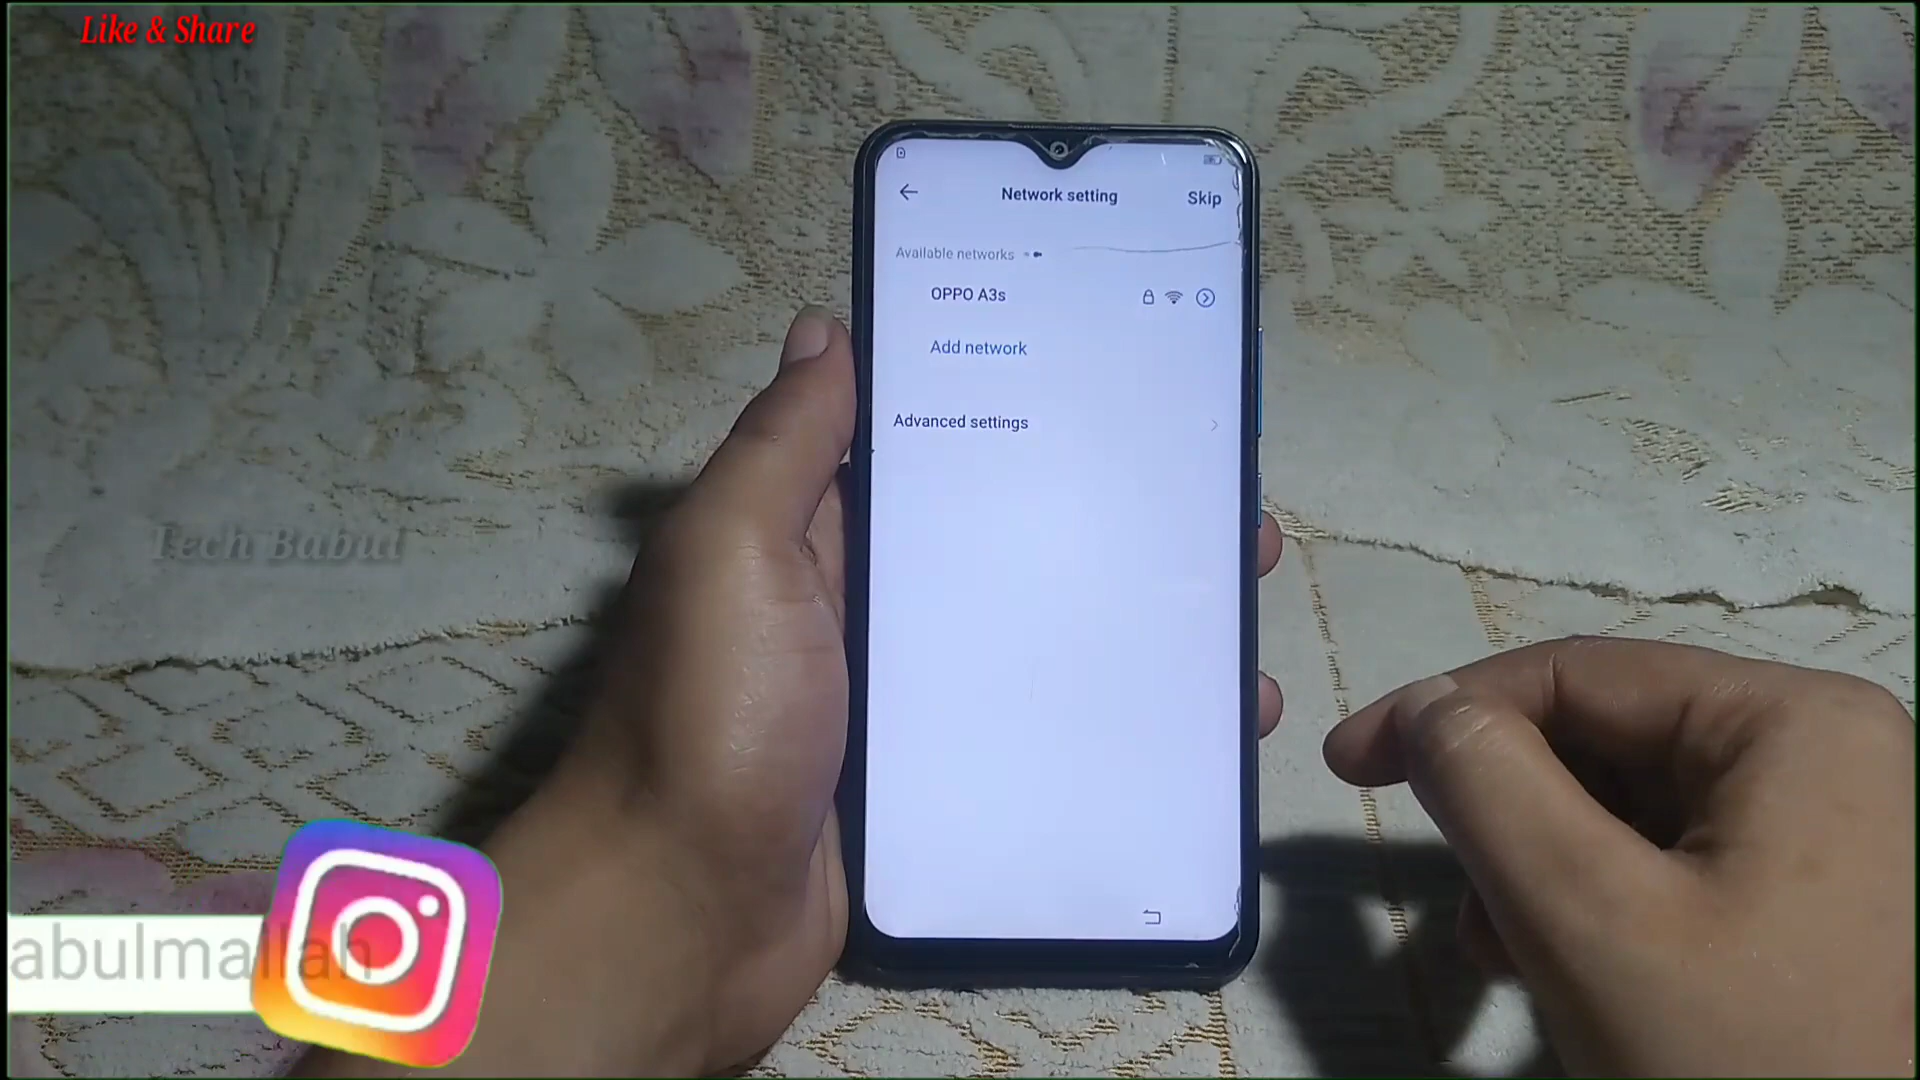 Like & Share
Network setting
Skip
Available networks
OPPO A3s
Add network
Advanced settings
Tech Babul
abulmallah